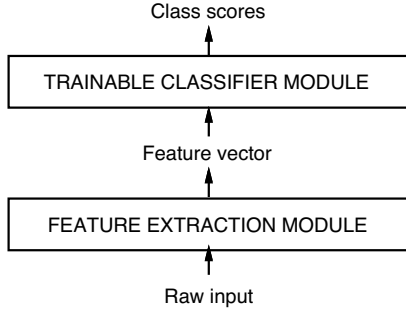 Class scores
TRAINABLE CLASSIFIER MODULE
Feature vector
FEATURE EXTRACTION MODULE
Raw input